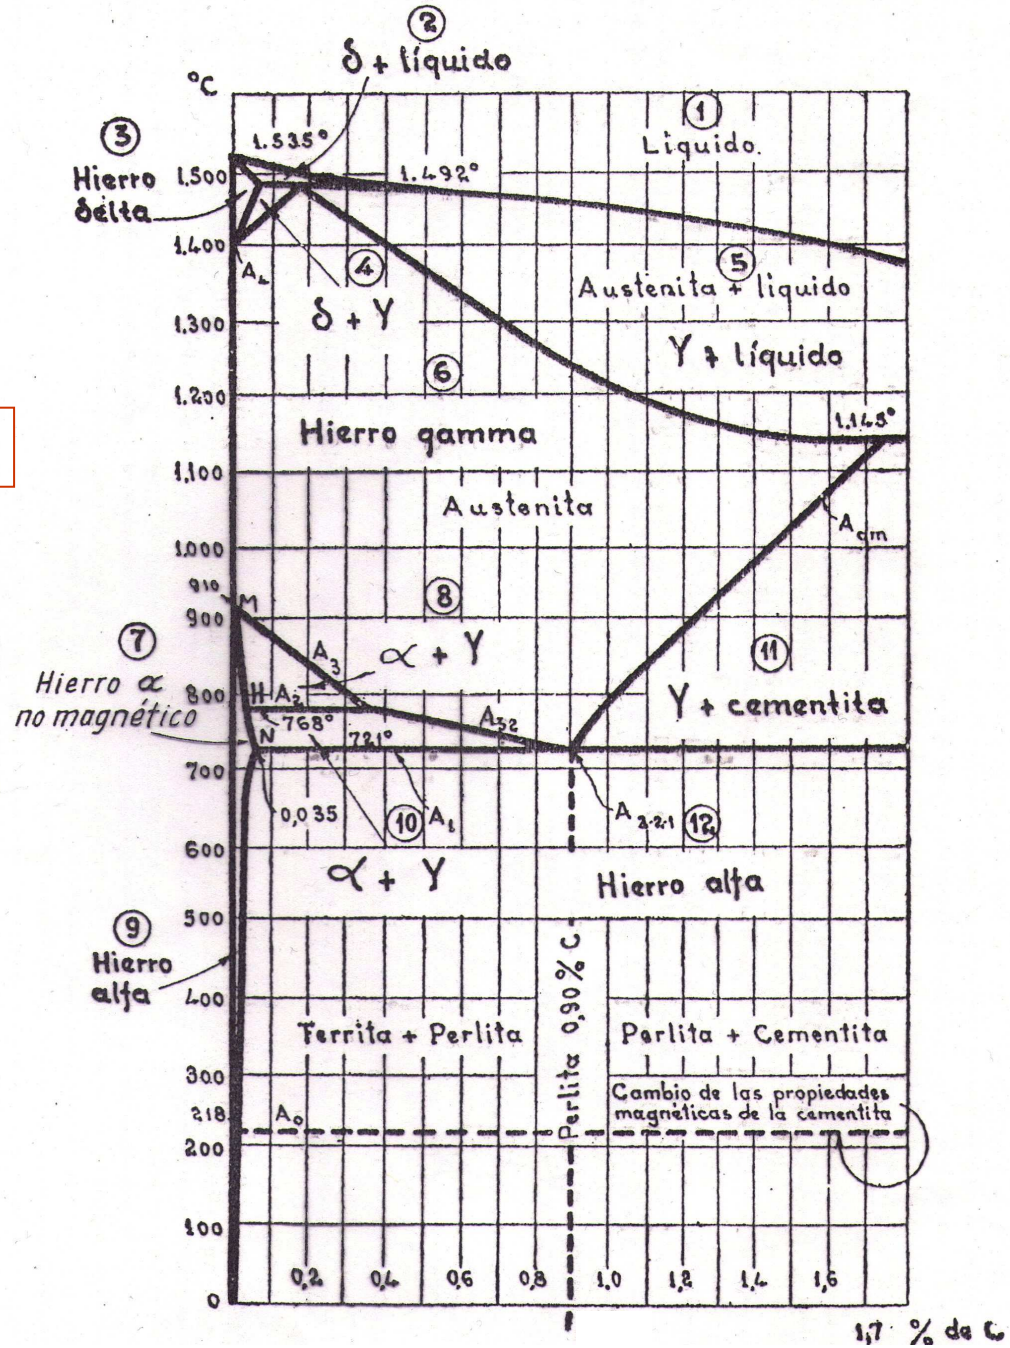 ②
δ + líquido
°C
①
Líquido.
③
Hierro
delta
1.535°
1.492°
1.500
1.400
A₄
④
δ + γ
⑤
Austenita + liquido
γ + líquido
1.300
⑥
1.200
Hierro gamma
1.145°
1,100
Austenita
Acm
1,000
910
M
900
⑧
α + γ
A₃
⑦
Hierro α
no magnético
⑪
γ + cementita
800
H A₂
768°
A₃₂
N
721°
700
0,035
⑩
A₁
A₃.₂.₁
⑫
600
α + γ
Hierro alfa
500
⑨
Hierro
alfa
400
Perlita 0,90% C
Ferrita + Perlita
Perlita + Cementita
300
Cambio de las propiedades
magnéticas de la cementita
218
A₀
200
100
0
0,2 0,4 0,6 0,8 1,0 1,2 1,4 1,6
1,7 % de C